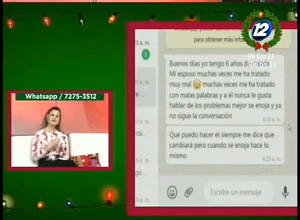 12
para obtener más infor
Whatsapp / 7275-3512
Buenos días yo tengo 6 años de
Mi esposo muchas veces me ha tratado
muy mal 😔 muchas veces me ha tratado
con malas palabras y a él nunca le gusta
hablar de los problemas mejor se enoja y ya
no sigue la conversación
Que puedo hacer el siempre me dice que
cambiará pero cuando se enoja hace lo
mismo
Escribe un mensaje